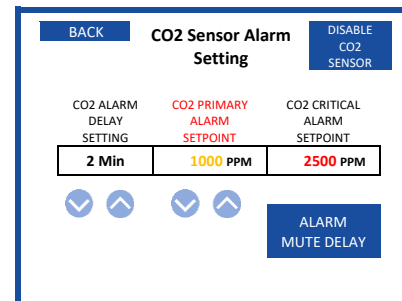 BACK
CO2 Sensor Alarm
Setting
DISABLE
CO2
SENSOR
CO2 ALARM
DELAY
SETTING
CO2 PRIMARY
ALARM
SETPOINT
CO2 CRITICAL
ALARM
SETPOINT
2 Min
1000 PPM
2500 PPM
ALARM
MUTE DELAY